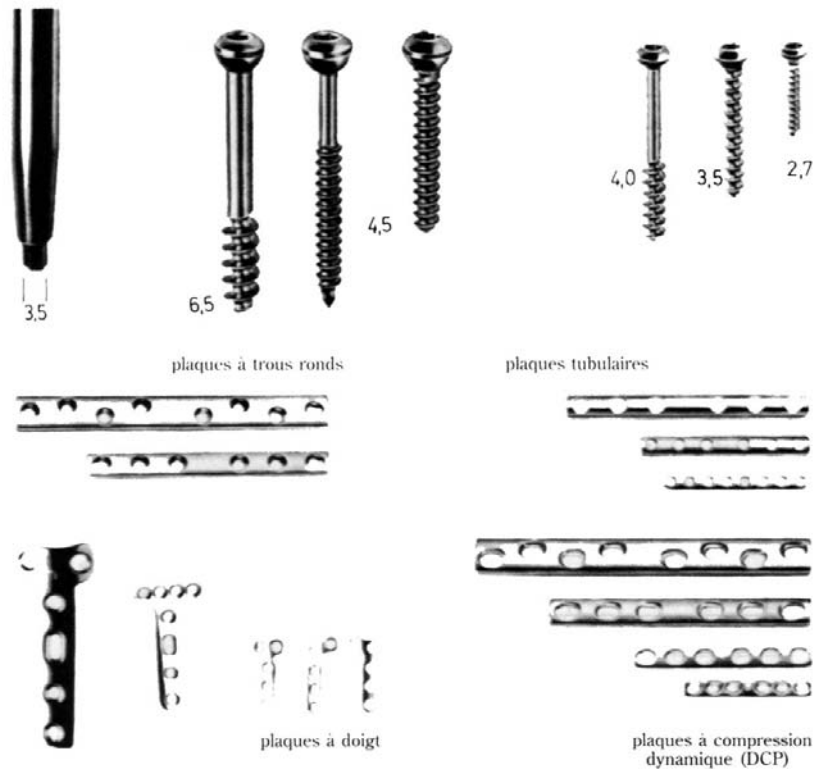 3,5
6,5
4,5
4,0
3,5
2,7
plaques à trous ronds
plaques tubulaires
plaques à doigt
plaques à compression
dynamique (DCP)